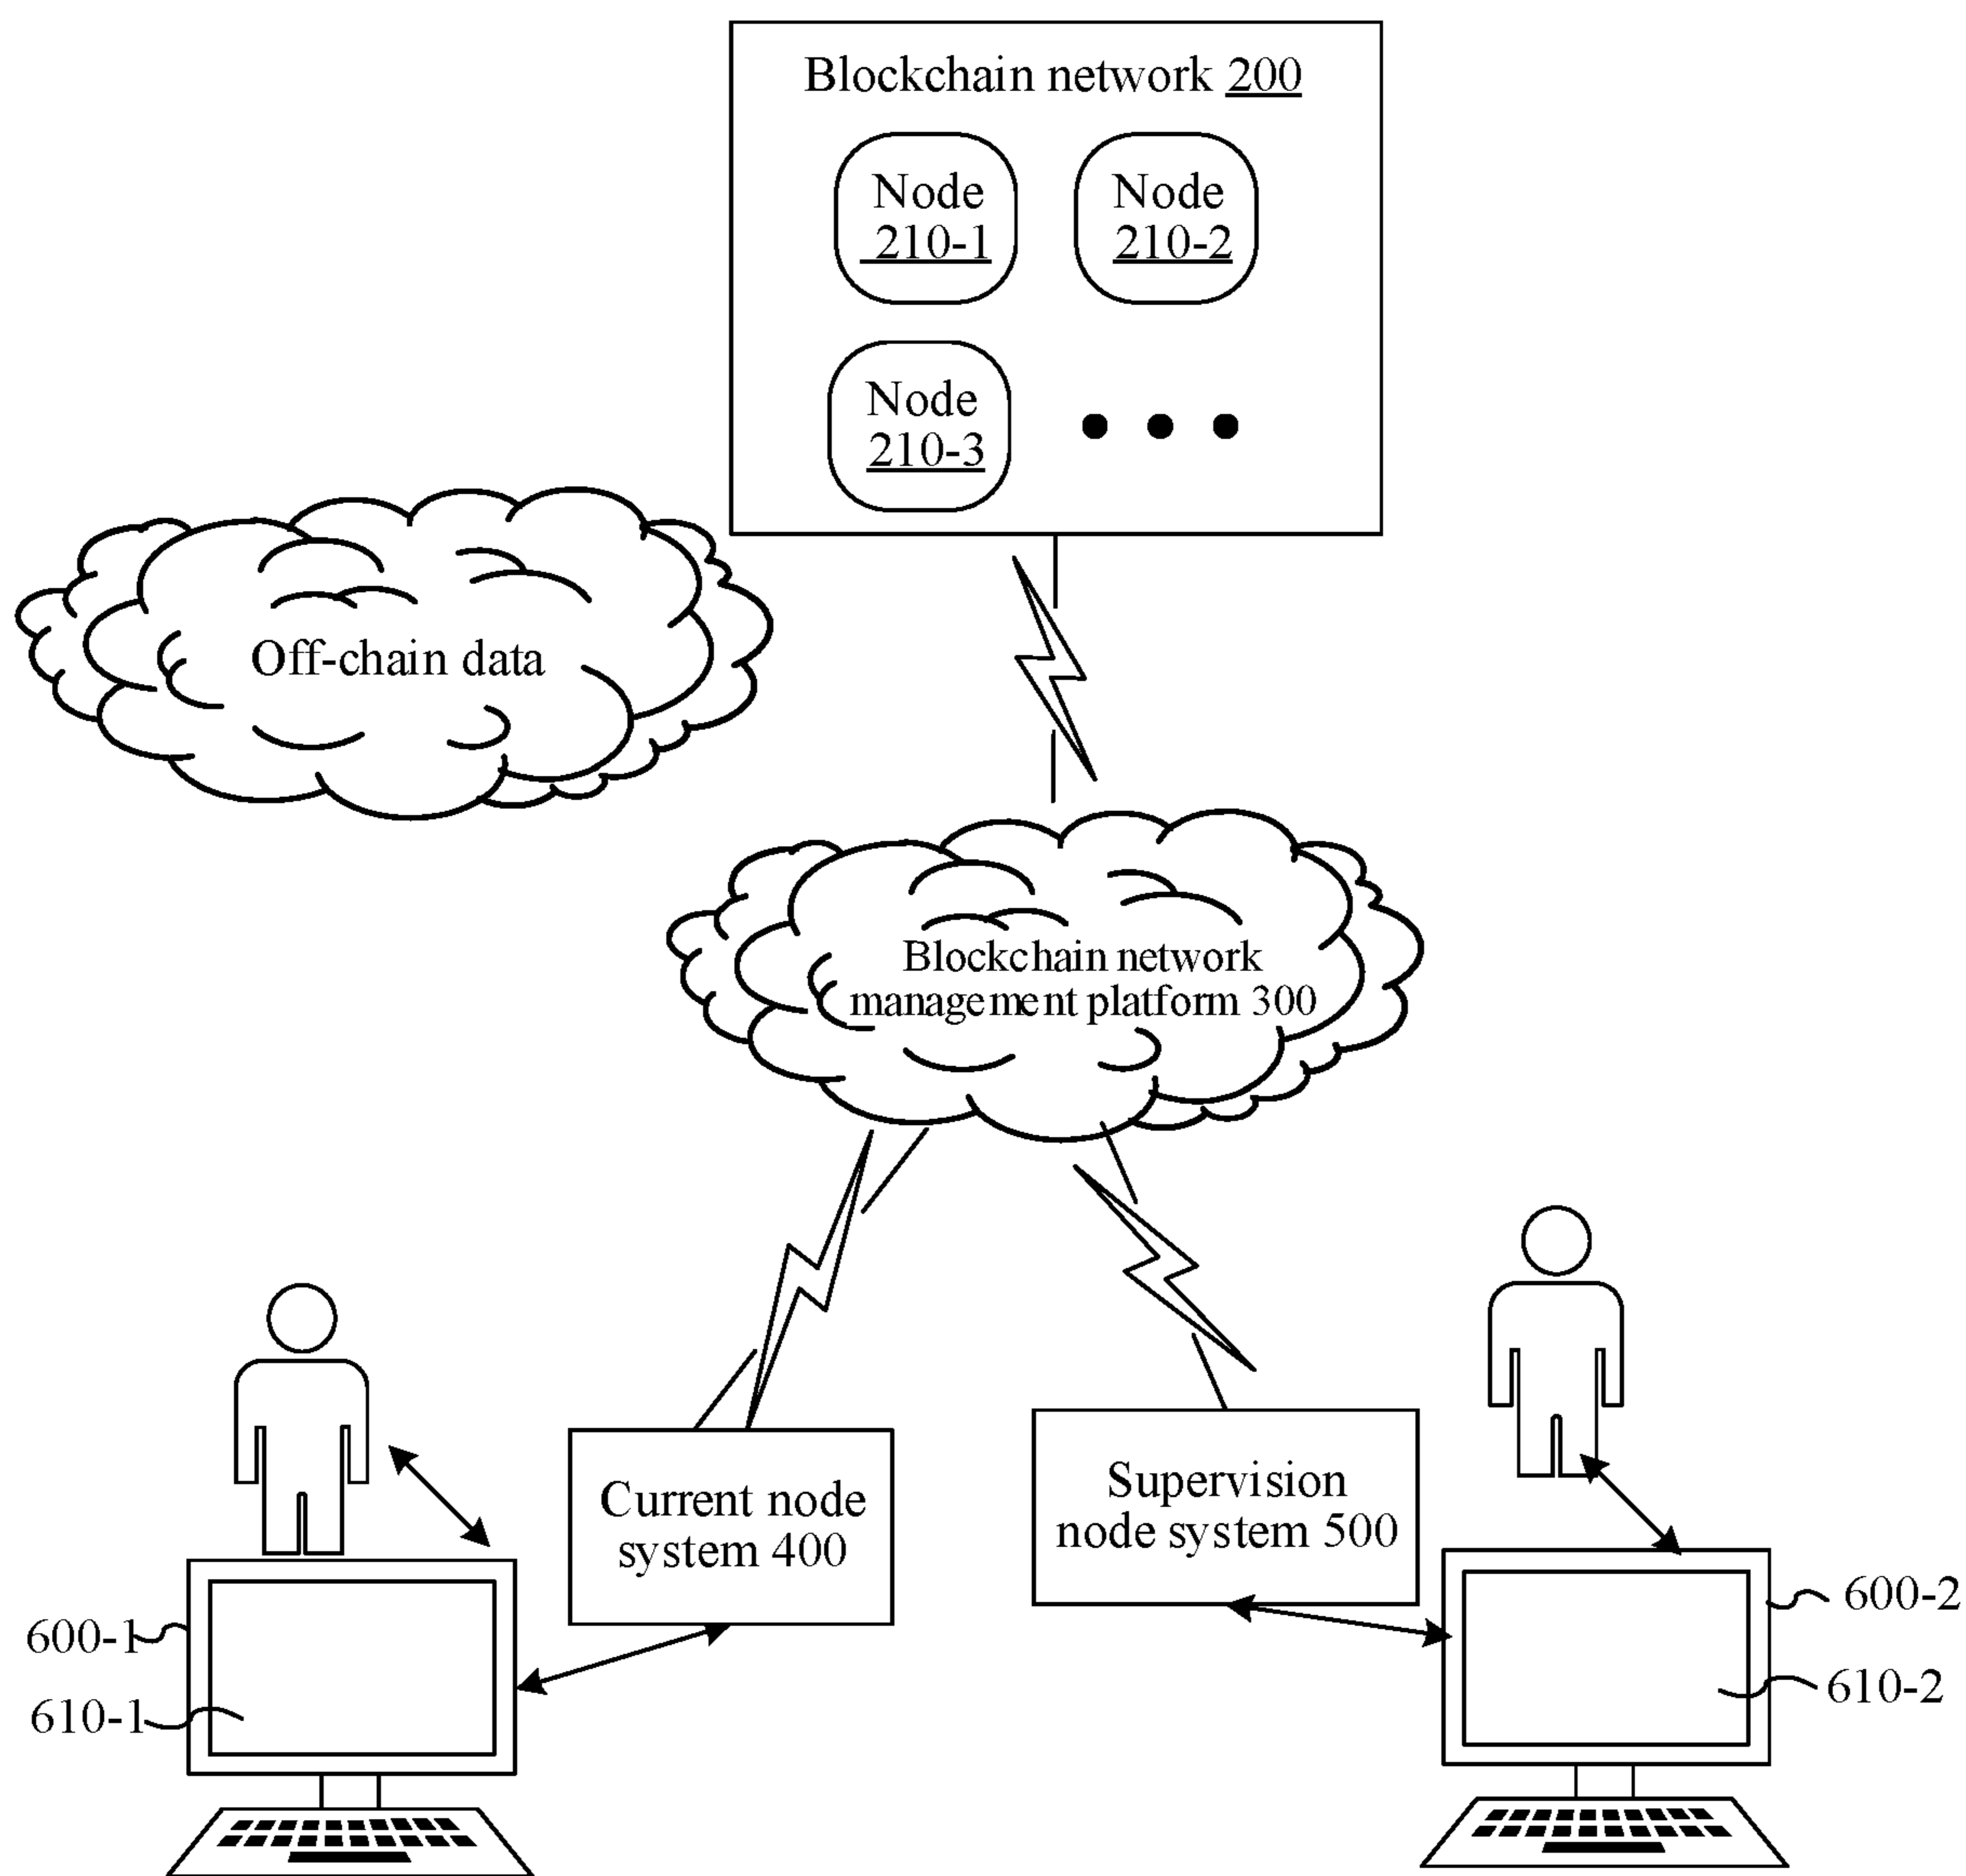 Blockchain network 200
Node
210-1
Node
210-2
Node
210-3
Off-chain data
Blockchain network
management platform 300
Current node
system 400
Supervision
node system 500
600-1
610-1
600-2
610-2